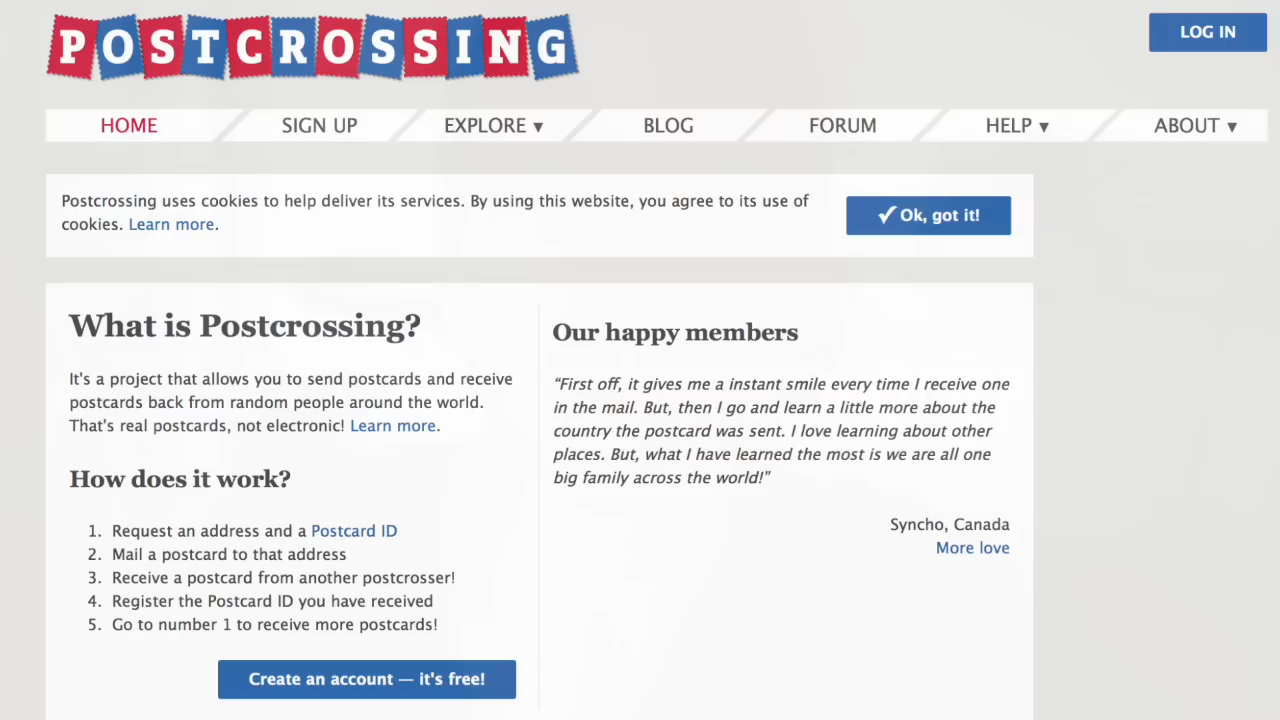 POSTCROSSING
LOG IN
HOME SIGN UP EXPLORE ▾ BLOG FORUM HELP ▾ ABOUT ▾
Postcrossing uses cookies to help deliver its services. By using this website, you agree to its use of
cookies. Learn more.
✓ Ok, got it!
What is Postcrossing?
It's a project that allows you to send postcards and receive
postcards back from random people around the world.
That's real postcards, not electronic! Learn more.
How does it work?
1. Request an address and a Postcard ID
2. Mail a postcard to that address
3. Receive a postcard from another postcrosser!
4. Register the Postcard ID you have received
5. Go to number 1 to receive more postcards!
Create an account — it's free!
Our happy members
“First off, it gives me a instant smile every time I receive one
in the mail. But, then I go and learn a little more about the
country the postcard was sent. I love learning about other
places. But, what I have learned the most is we are all one
big family across the world!”
Syncho, Canada
More love